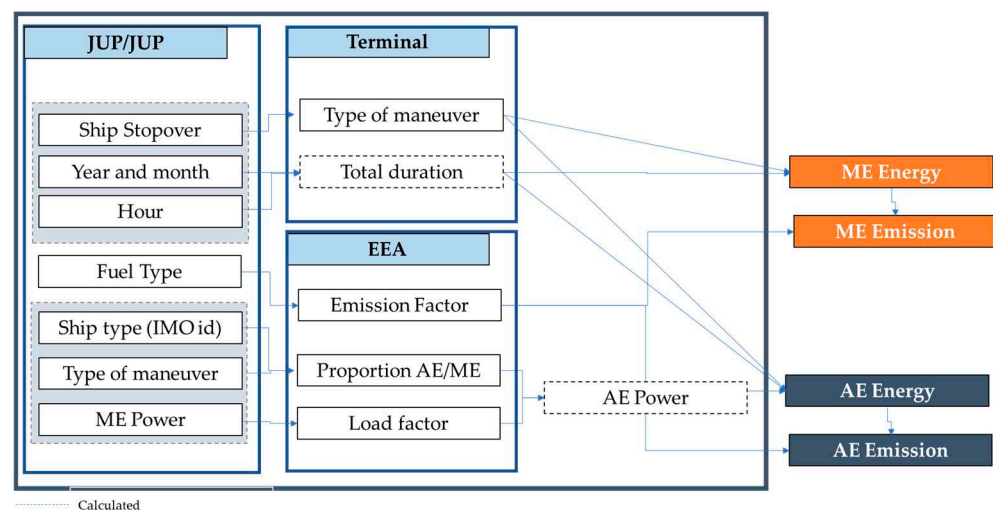 JUP/JUP
Ship Stopover
Year and month
Hour
Fuel Type
Ship type (IMO id)
Type of maneuver
ME Power
Terminal
Type of maneuver
Total duration
EEA
Emission Factor
Proportion AE/ME
Load factor
AE Power
ME Energy
ME Emission
AE Energy
AE Emission
Calculated